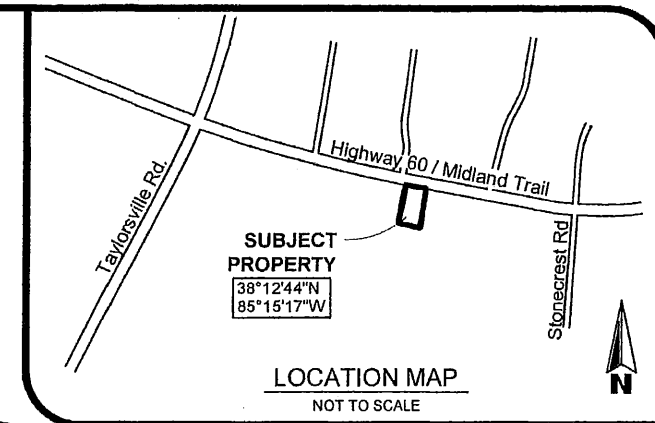 Highway 60 / Midland Trail
Taylorsville Rd.
SUBJECT
PROPERTY
38°12'44"N
85°15'17"W
Stonecrest Rd
LOCATION MAP
NOT TO SCALE
N